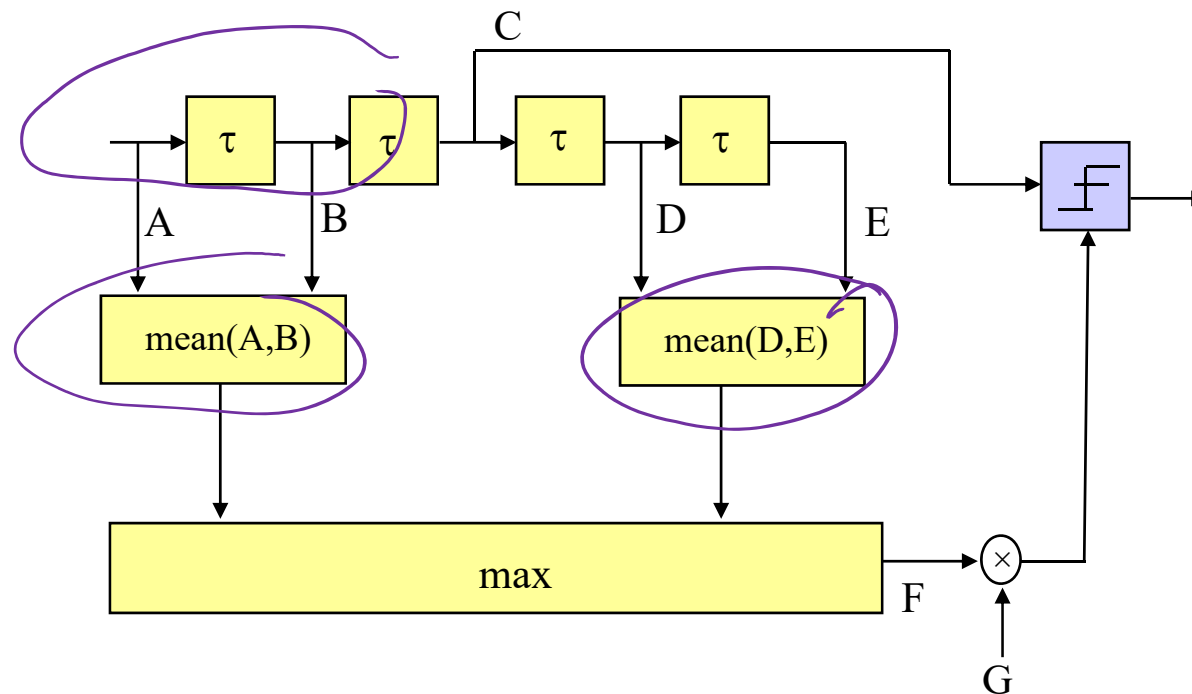 C
τ τ τ τ
A B D E
mean(A,B) mean(D,E)
max
F ×
G